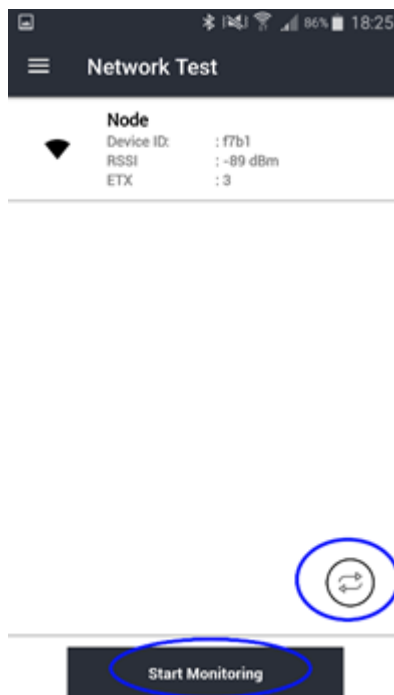 86% 18:25
Network Test
Node
Device ID: : f7b1
RSSI : -89 dBm
ETX : 3
Start Monitoring